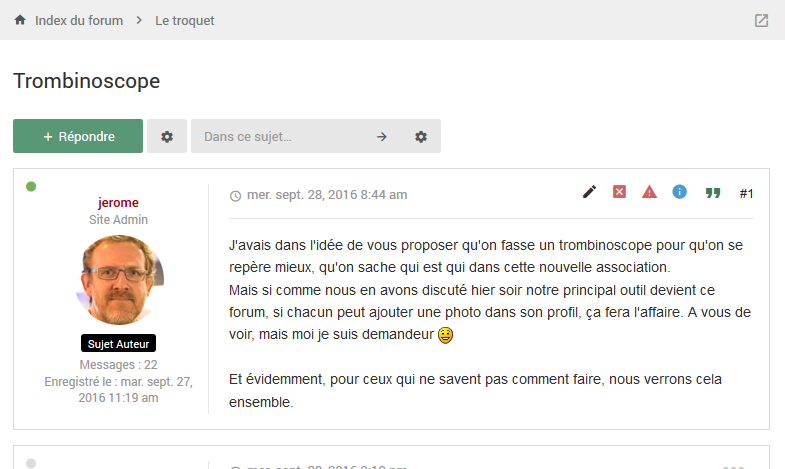 Index du forum
Le troquet
Trombinoscope
+ Répondre
Dans ce sujet…
jerome
Site Admin
Sujet Auteur
Messages : 22
Enregistré le : mar. sept. 27,
2016 11:19 am
mer. sept. 28, 2016 8:44 am
#1
J'avais dans l'idée de vous proposer qu'on fasse un trombinoscope pour qu'on se
repère mieux, qu'on sache qui est qui dans cette nouvelle association.
Mais si comme nous en avons discuté hier soir notre principal outil devient ce
forum, si chacun peut ajouter une photo dans son profil, ça fera l'affaire. A vous de
voir, mais moi je suis demandeur
Et évidemment, pour ceux qui ne savent pas comment faire, nous verrons cela
ensemble.